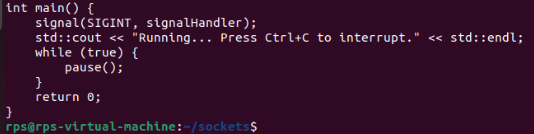 int main() {
    signal(SIGINT, signalHandler);
    std::cout << "Running... Press Ctrl+C to interrupt." << std::endl;
    while (true) {
        pause();
    }
    return 0;
}
rps@rps-virtual-machine:~/sockets$